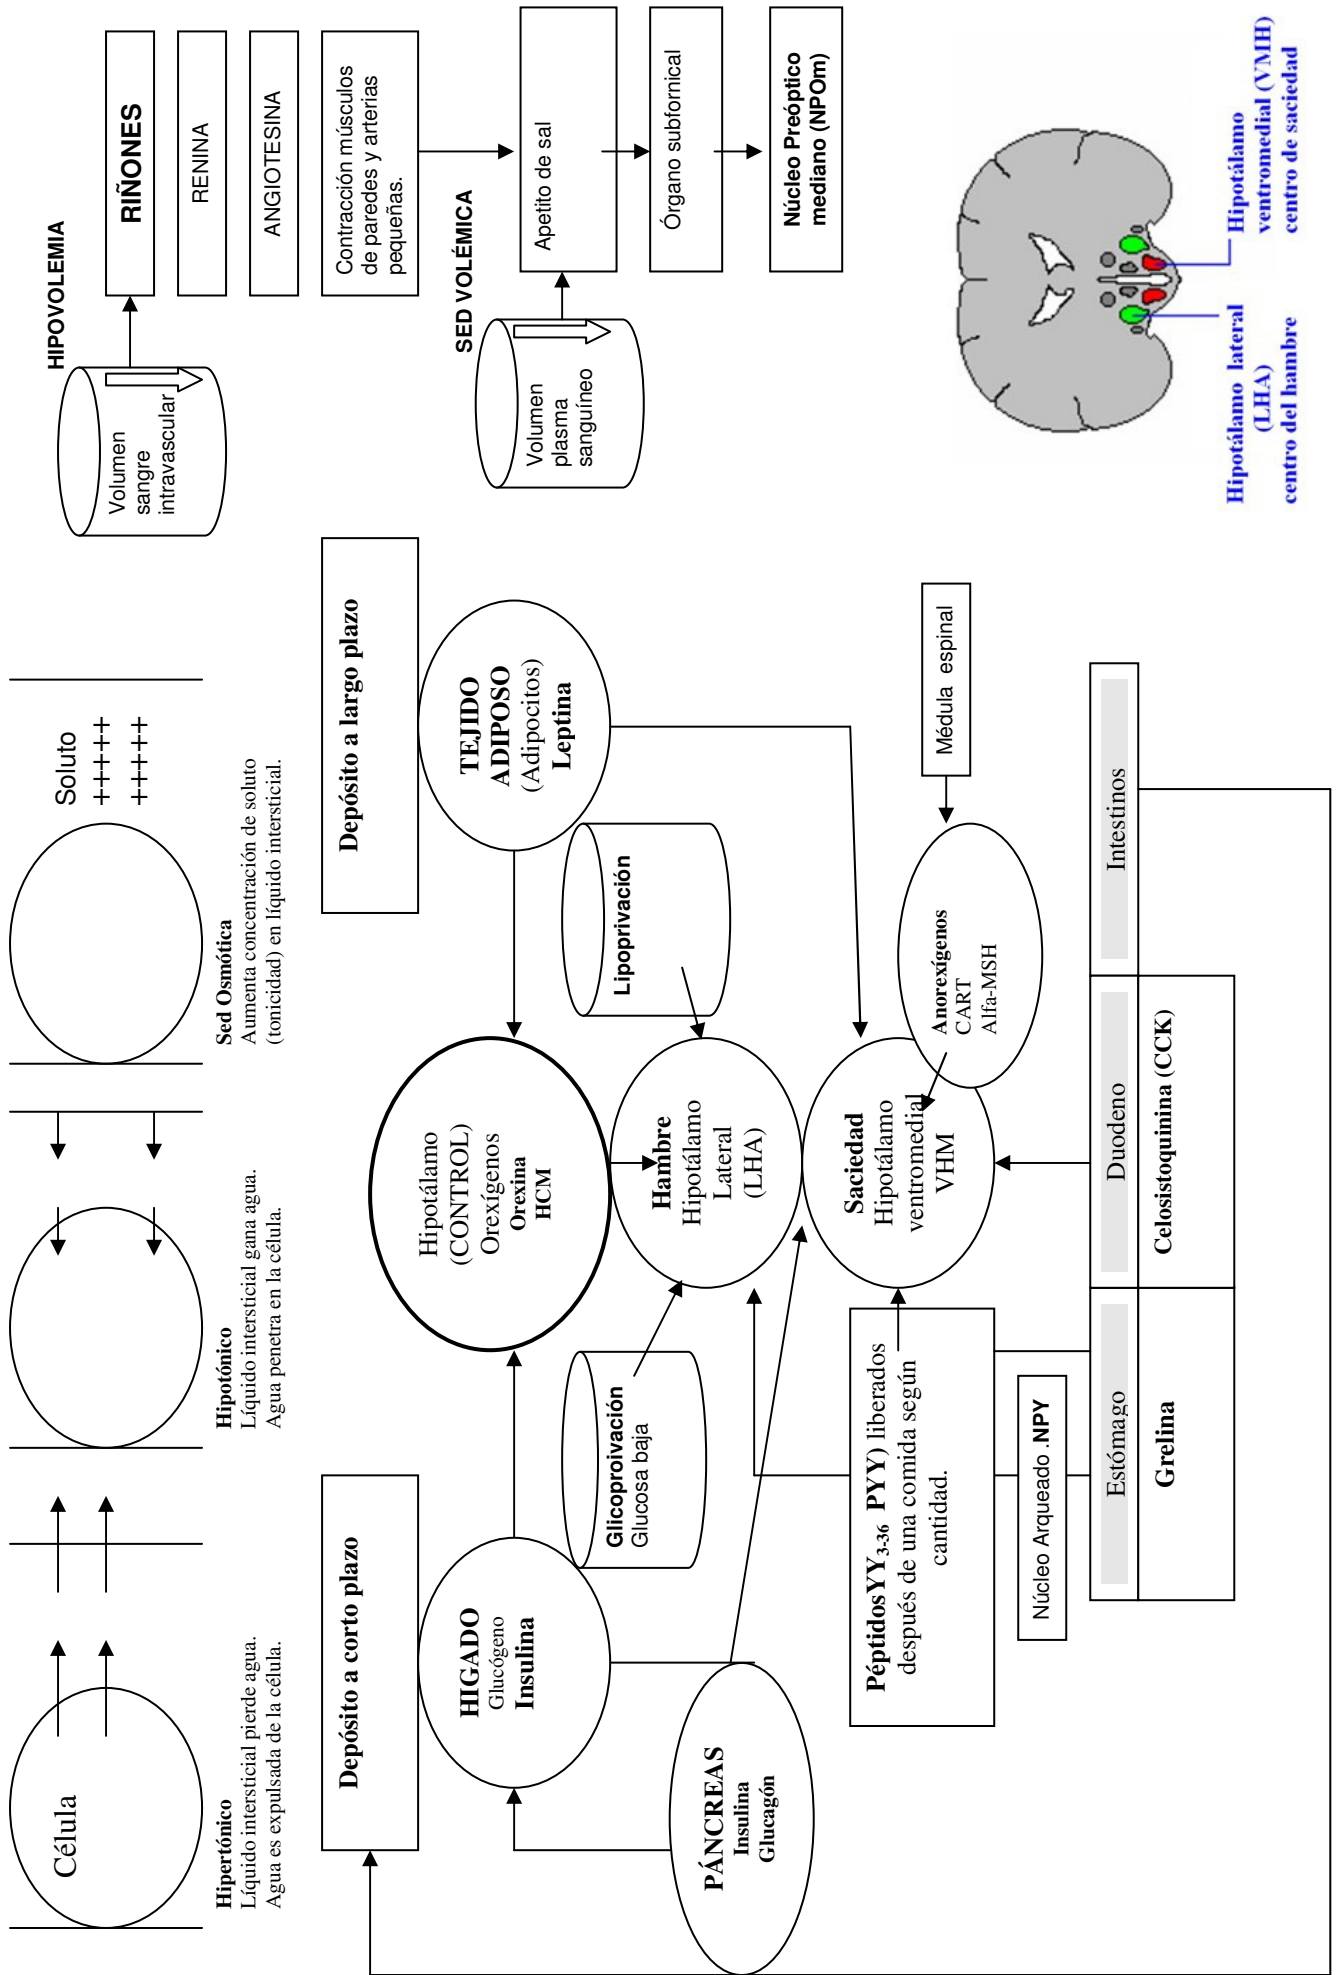 Célula
Hipertónico
Líquido intersticial pierde agua.
Agua es expulsada de la célula.
Hipotónico
Líquido intersticial gana agua.
Agua penetra en la célula.
Soluto
+++++
+++++
Sed Osmótica
Aumenta concentración de soluto
(tonicidad) en líquido intersticial.
HIPOVOLEMIA
Volumen
sangre
intravascular
RIÑONES
RENINA
ANGIOTESINA
Contracción músculos
de paredes y arterias
pequeñas.
SED VOLÉMICA
Volumen
plasma
sanguíneo
Apetito de sal
Órgano subfornical
Núcleo Preóptico
mediano (NPOm)
Depósito a corto plazo
HIGADO
Glucógeno
Insulina
PÁNCREAS
Insulina
Glucagón
Hipotálamo
(CONTROL)
Orexígenos
Orexina
HCM
Depósito a largo plazo
TEJIDO
ADIPOSO
(Adipocitos)
Leptina
Glicoproivación
Glucosa baja
Lipoprivación
Hambre
Hipotálamo
Lateral
(LHA)
Saciedad
Hipotálamo
ventromedial
VHM
Anorexígenos
CART
Alfa-MSH
Médula espinal
PéptidosYY3-36 PYY) liberados
después de una comida según
cantidad.
Núcleo Arqueado .NPY
Estómago
Duodeno
Intestinos
Grelina
Celosistoquinina (CCK)
Hipotálamo lateral
(LHA)
centro del hambre
Hipotálamo
ventromedial (VMH)
centro de saciedad